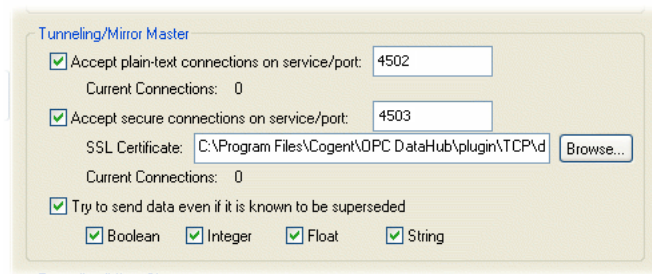 Tunneling/Mirror Master
Accept plain-text connections on service/port: 4502
Current Connections: 0
Accept secure connections on service/port: 4503
SSL Certificate: C:\Program Files\Cogent\OPC DataHub\plugin\TCP\d Browse...
Current Connections: 0
Try to send data even if it is known to be superseded
Boolean Integer Float String